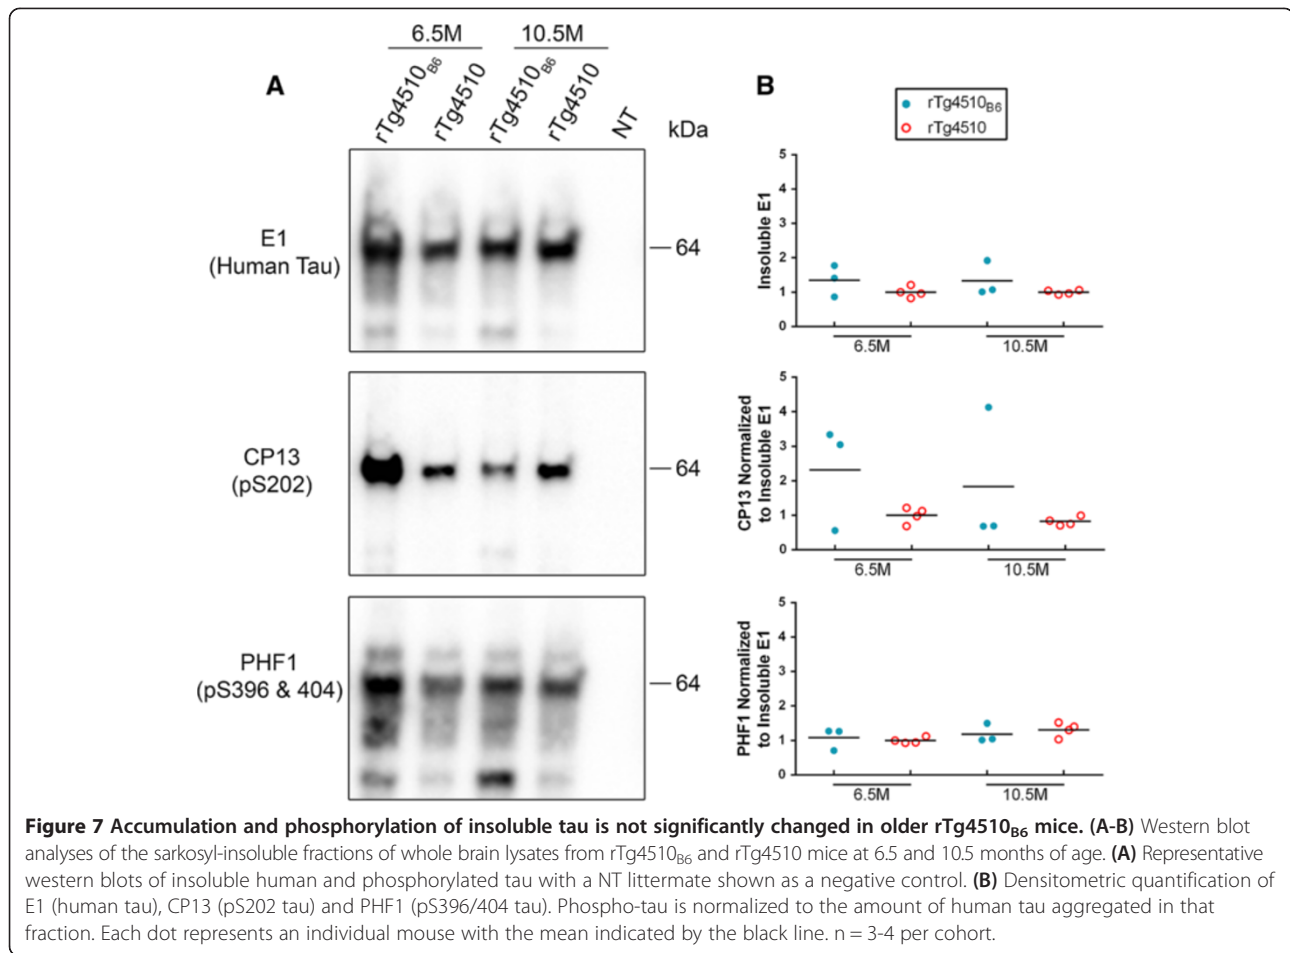 6.5M 10.5M
A
rTg4510B6 rTg4510 rTg4510B6 rTg4510 NT
kDa
E1
(Human Tau)
64
CP13
(pS202)
64
PHF1
(pS396 & 404)
64
B
rTg4510B6
rTg4510
Insoluble E1
5
4
3
2
1
0
6.5M 10.5M
CP13 Normalized
to Insoluble E1
5
4
3
2
1
0
6.5M 10.5M
PHF1 Normalized
to Insoluble E1
5
4
3
2
1
0
6.5M 10.5M
Figure 7 Accumulation and phosphorylation of insoluble tau is not significantly changed in older rTg4510B6 mice. (A-B) Western blot
analyses of the sarkosyl-insoluble fractions of whole brain lysates from rTg4510B6 and rTg4510 mice at 6.5 and 10.5 months of age. (A) Representative
western blots of insoluble human and phosphorylated tau with a NT littermate shown as a negative control. (B) Densitometric quantification of
E1 (human tau), CP13 (pS202 tau) and PHF1 (pS396/404 tau). Phospho-tau is normalized to the amount of human tau aggregated in that
fraction. Each dot represents an individual mouse with the mean indicated by the black line. n = 3-4 per cohort.